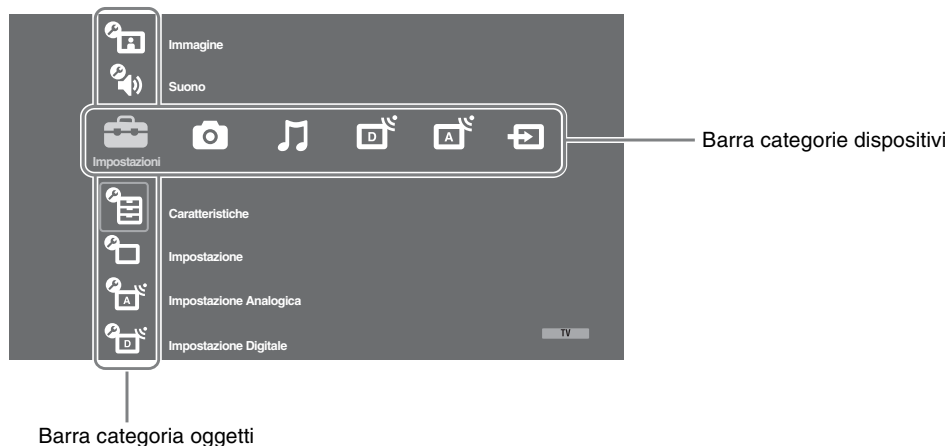 Immagine
Suono
D
A
Impostazioni
Barra categorie dispositivi
Caratteristiche
Impostazione
A
Impostazione Analogica
D
Impostazione Digitale
TV
Barra categoria oggetti